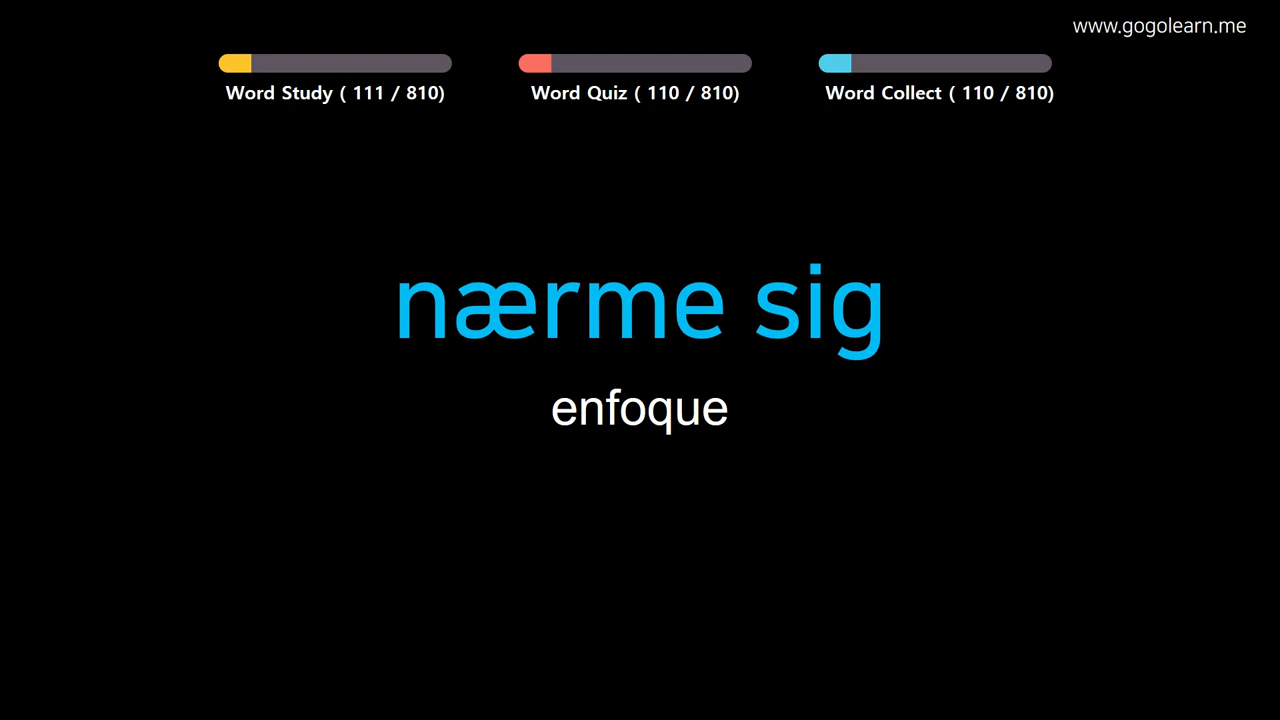 www.gogolearn.me
Word Study ( 111 / 810)
Word Quiz ( 110 / 810)
Word Collect ( 110 / 810)
nærme sig
enfoque